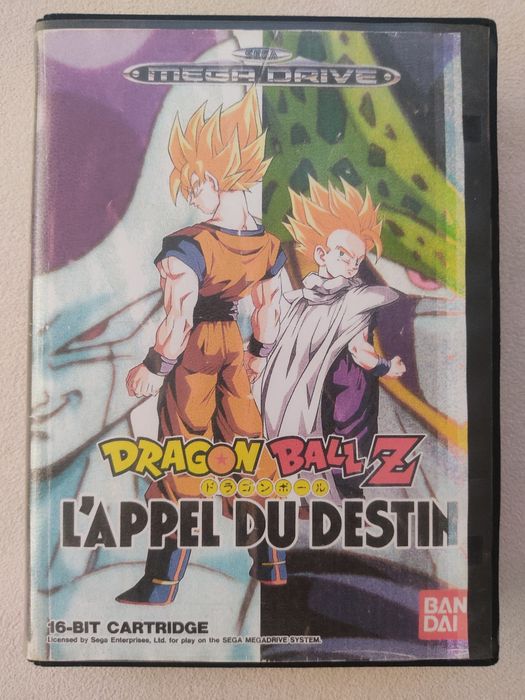 SEGA
MEGA DRIVE
DRAGON BALL Z
ドラゴンボール
L'APPEL DU DESTIN
16-BIT CARTRIDGE
Licensed by Sega Enterprises, Ltd. for play on the SEGA MEGADRIVE SYSTEM.
BAN
DAI